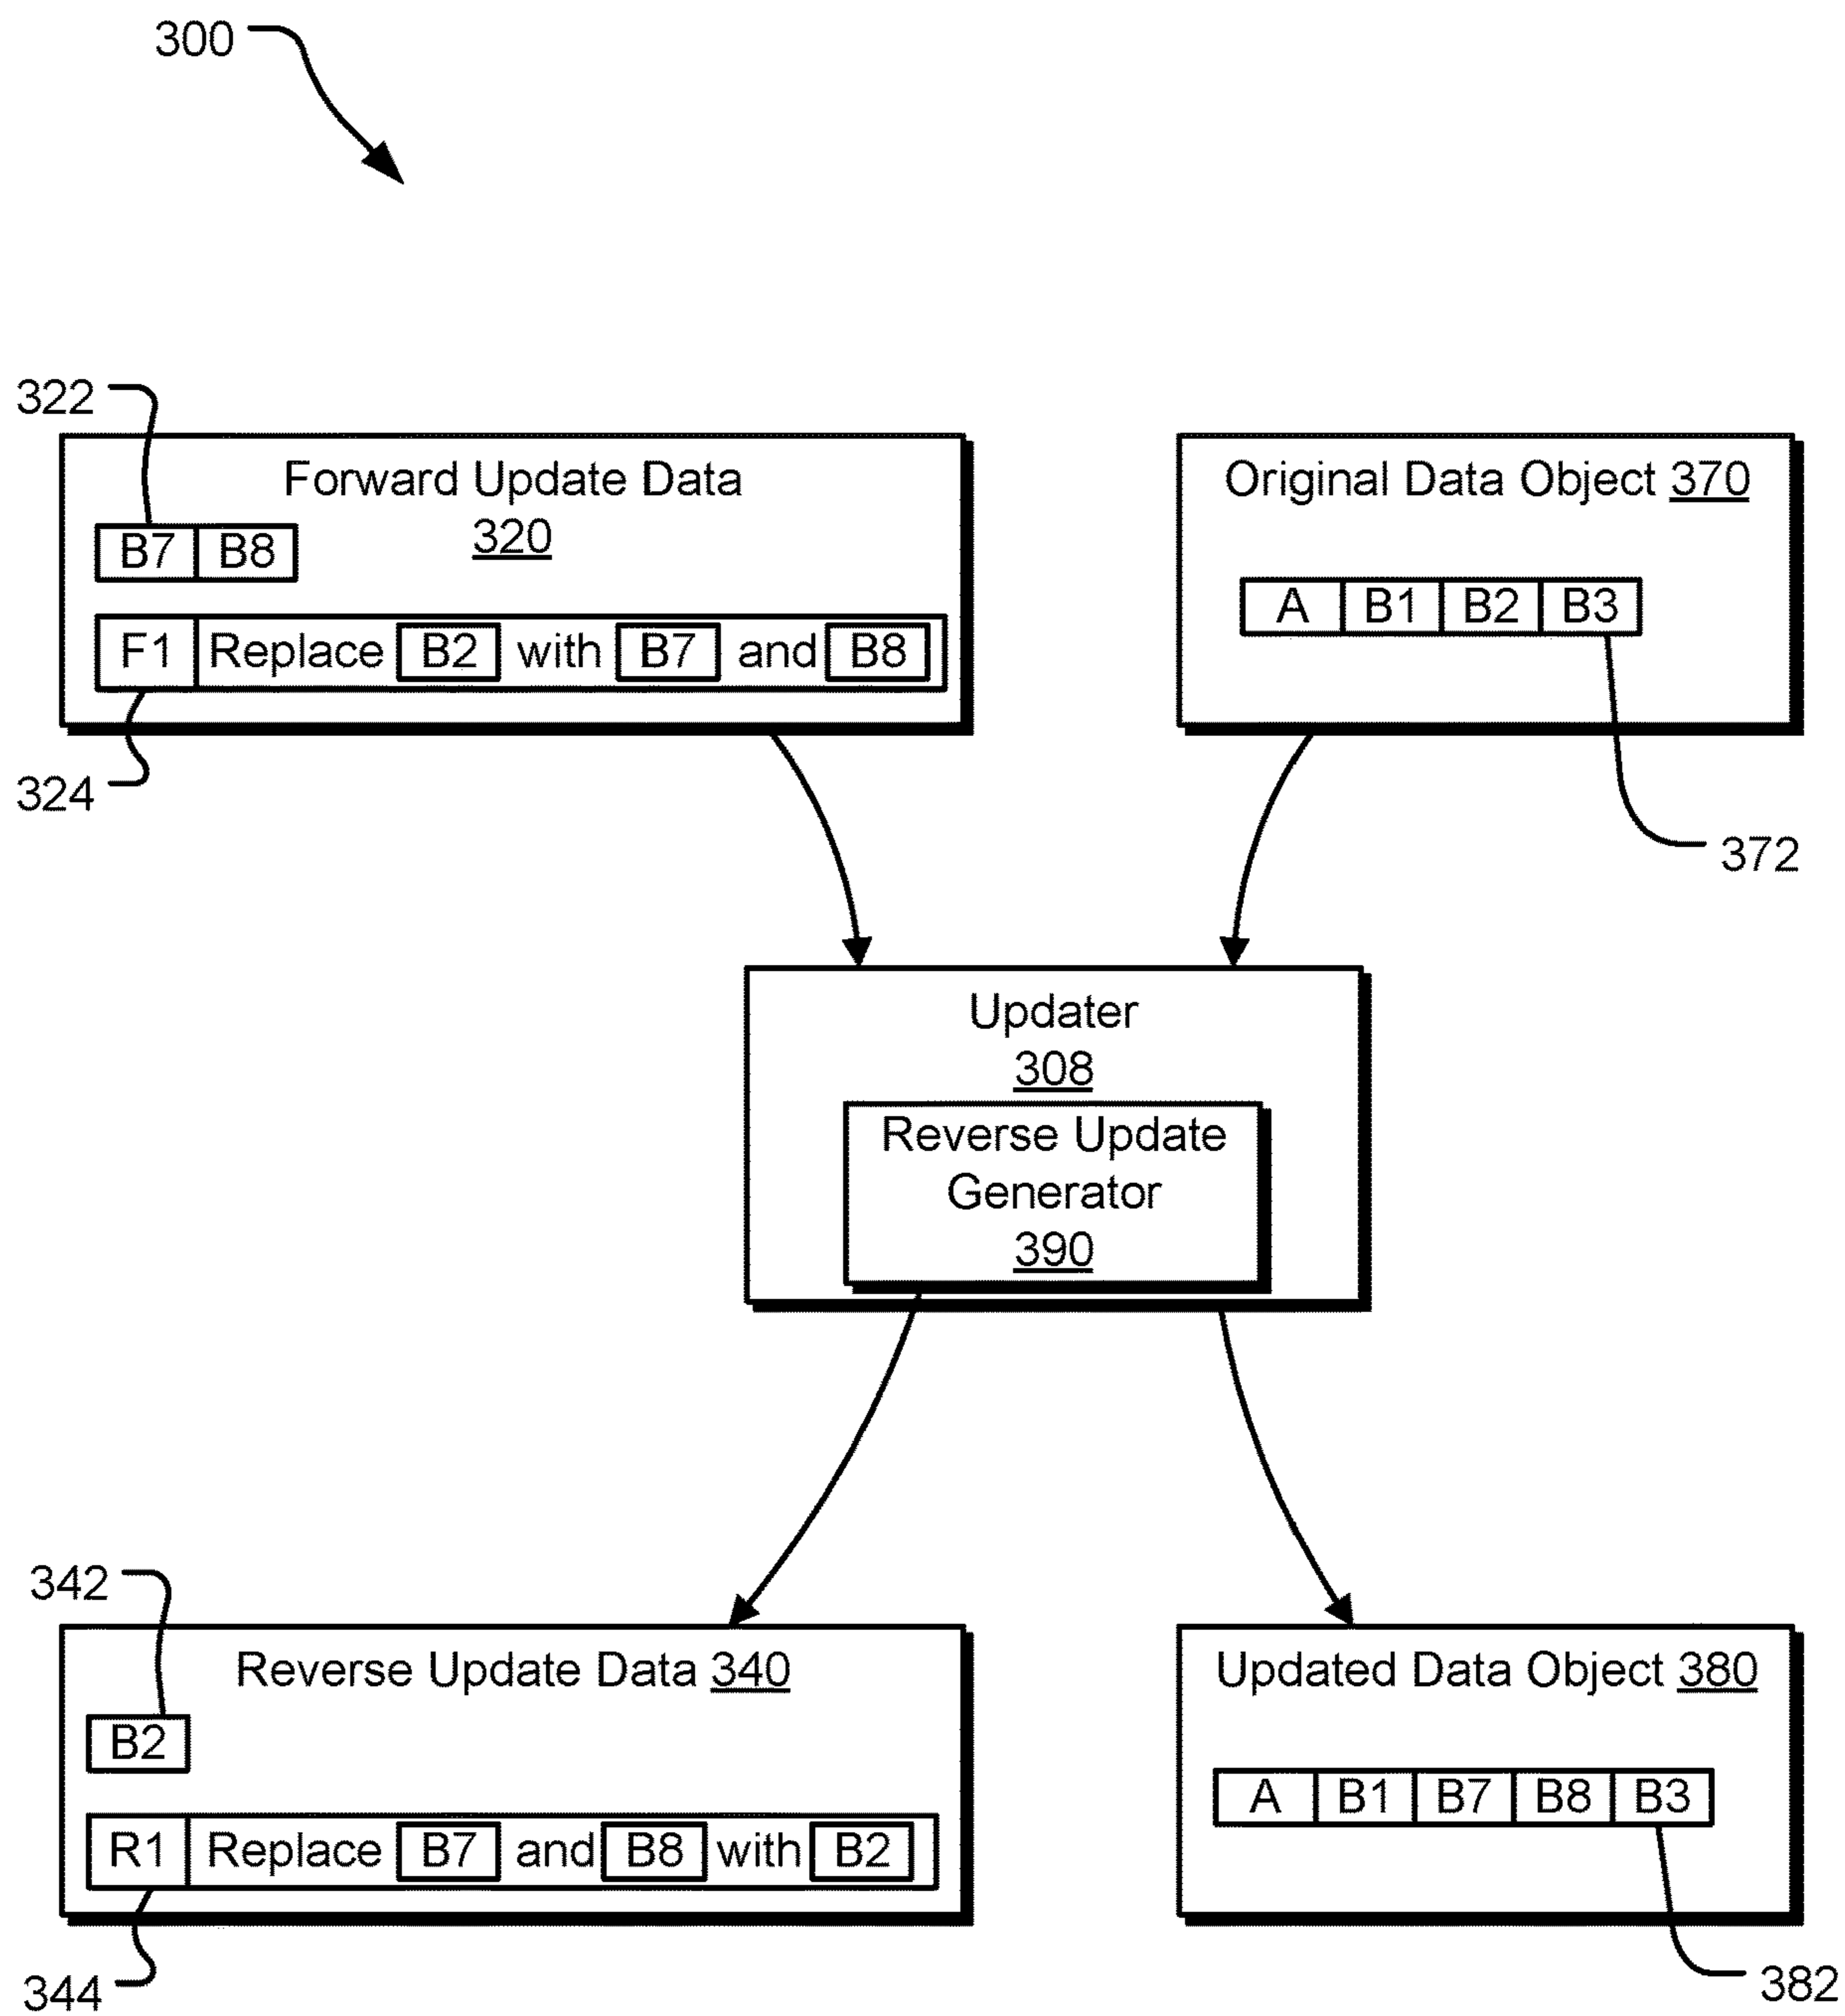 300
322
Forward Update Data
320
B7 B8
F1 Replace B2 with B7 and B8
324
Original Data Object 370
A B1 B2 B3
372
Updater
308
Reverse Update
Generator
390
342
Reverse Update Data 340
B2
R1 Replace B7 and B8 with B2
344
Updated Data Object 380
A B1 B7 B8 B3
382